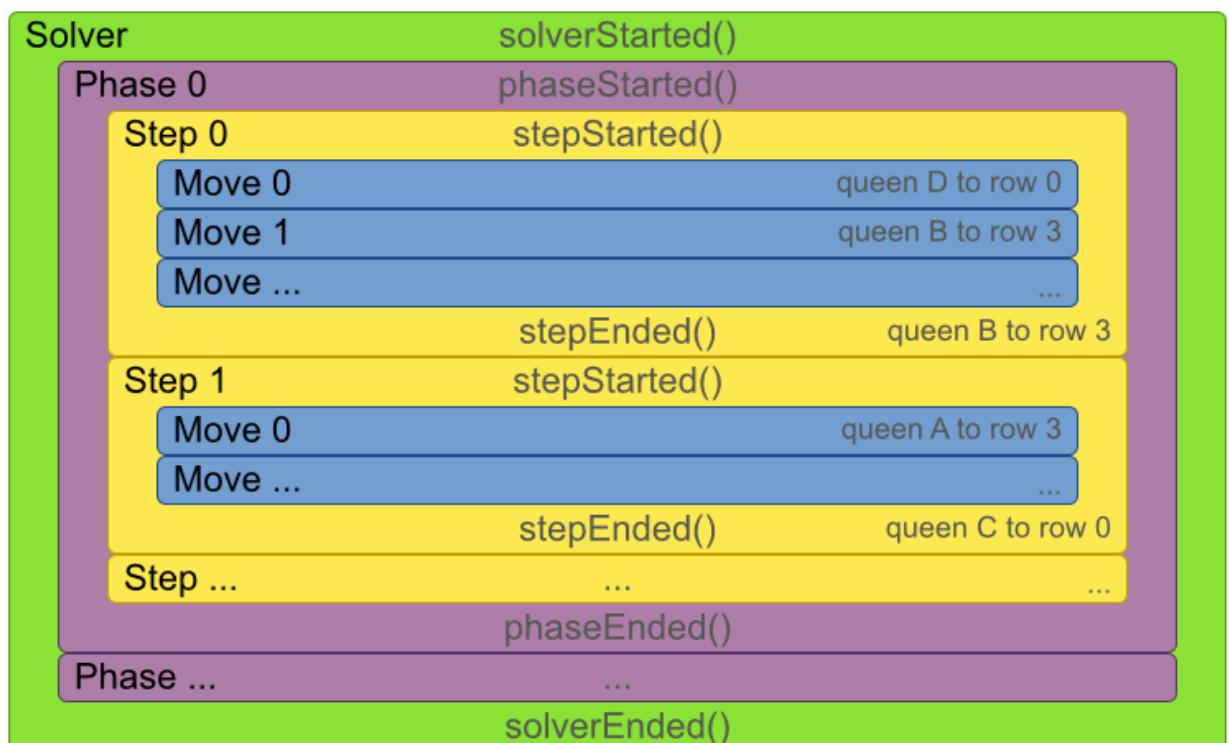 Solver solverStarted()
Phase 0 phaseStarted()
Step 0 stepStarted()
Move 0 queen D to row 0
Move 1 queen B to row 3
Move ... ...
stepEnded() queen B to row 3
Step 1 stepStarted()
Move 0 queen A to row 3
Move ... ...
stepEnded() queen C to row 0
Step ... ... ...
phaseEnded()
Phase ... ...
solverEnded()